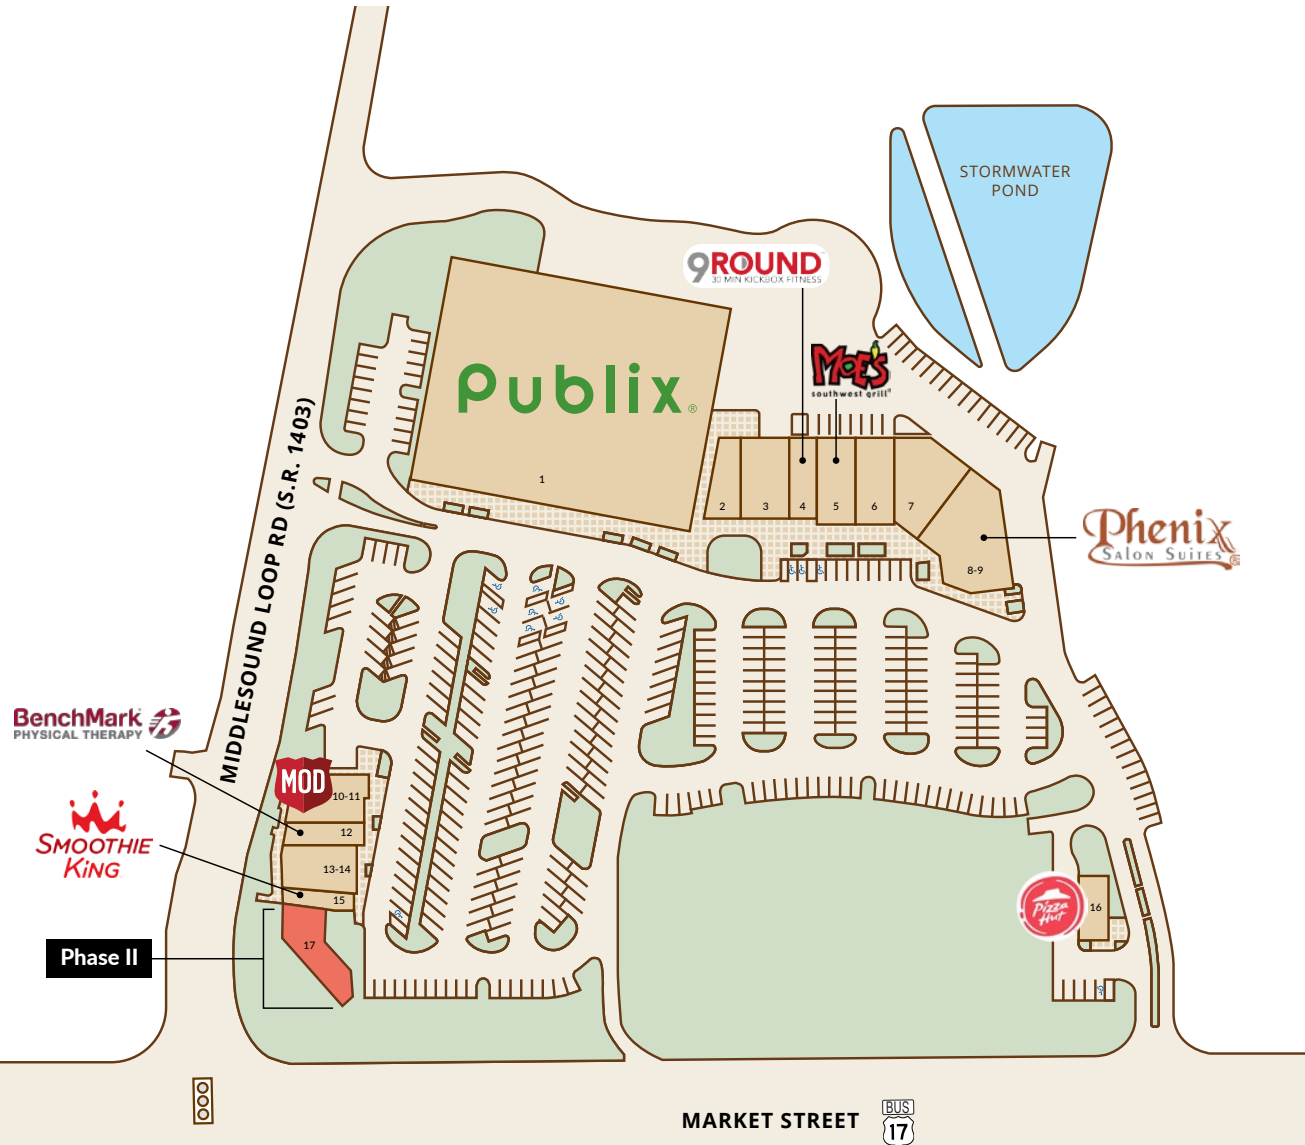 STORMWATER
POND
9ROUND
30 MIN KICKBOX FITNESS
MOE'S
southwest grill®
Publix®
1
2
3
4
5
6
7
8-9
Phenix
SALON SUITES
MIDDLESOUND LOOP RD (S.R. 1403)
BenchMark
PHYSICAL THERAPY
MOD
10-11
12
SMOOTHIE
KING
13-14
15
16
Pizza
Hut
17
Phase II
MARKET STREET
BUS
17